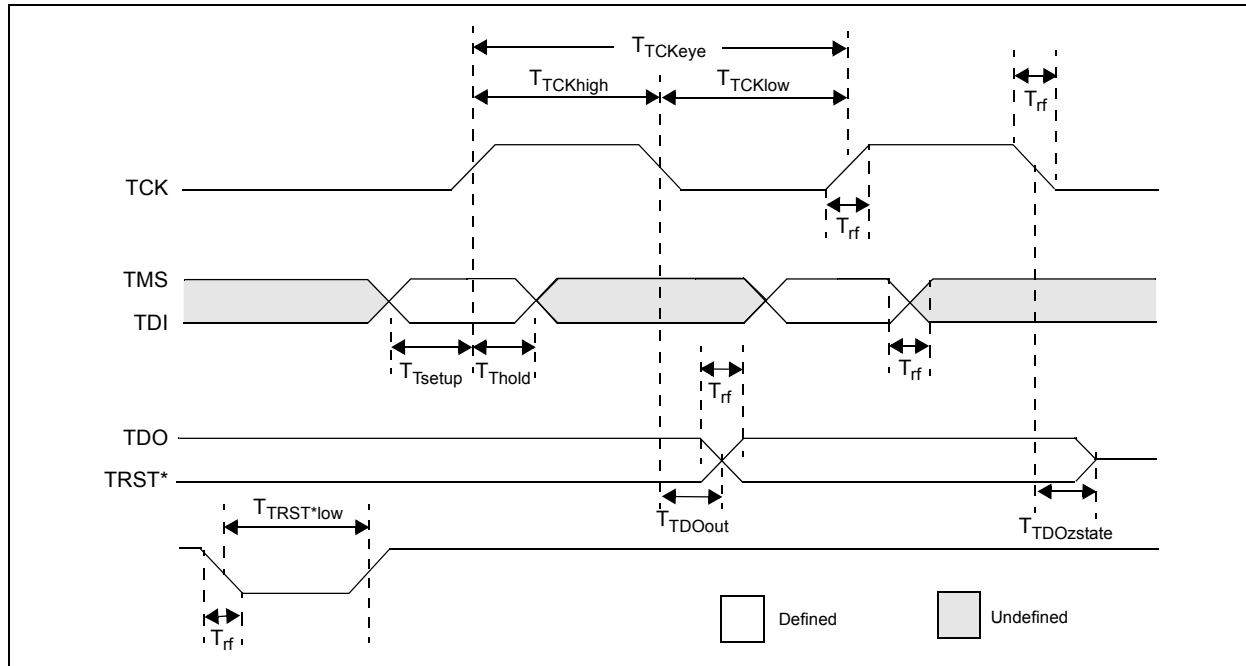 TTCKeye
TTCKhigh
TTCKlow
Trf
TCK
Trf
TMS
TDI
TTsetup
TThold
Trf
Trf
TDO
TRST*
TTRST*low
TTDOout
TTDOzstate
Trf
Defined
Undefined